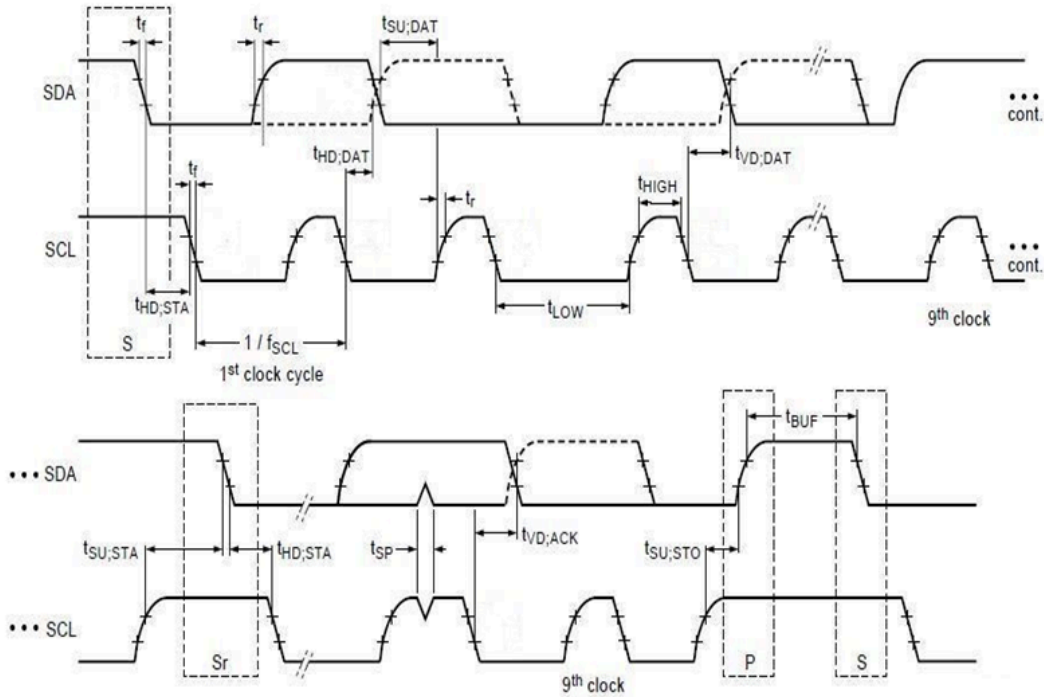 tf tr tSU;DAT
SDA
••• cont.
tHD;DAT tVD;DAT
tf tr tHIGH
SCL
••• cont.
tHD;STA tLOW
9th clock
S 1 / fSCL
1st clock cycle
tBUF
••• SDA
tSU;STA tHD;STA tSP tVD;ACK tSU;STO
••• SCL
Sr P S
9th clock